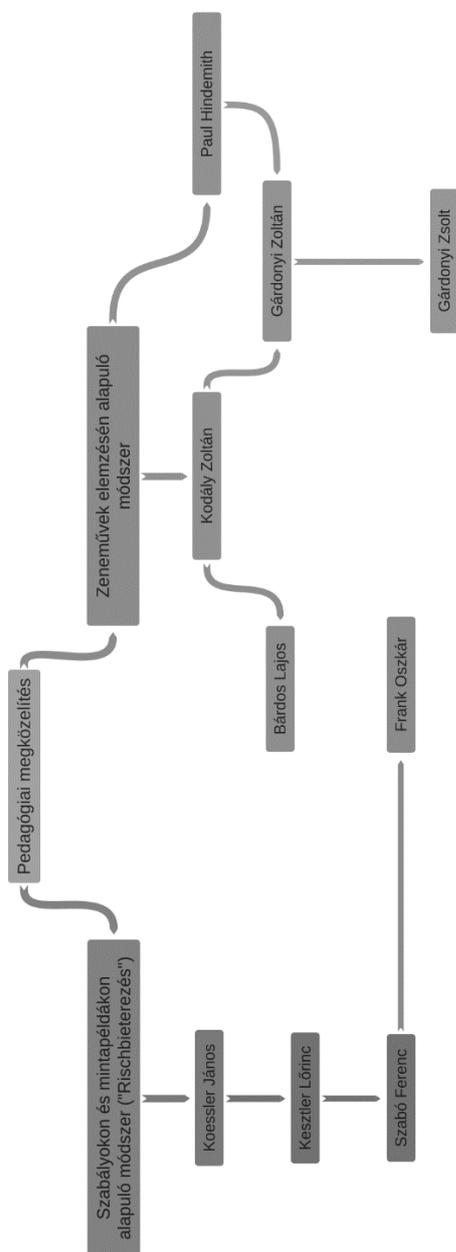 Pedagógiai megközelítés
Szabályokon és mintapéldákon
alapuló módszer ("Rischbieterezés")
Zeneművek elemzésén alapuló
módszer
Koessler János
Kodály Zoltán
Paul Hindemith
Kesztler Lőrinc
Bárdos Lajos
Gárdonyi Zoltán
Szabó Ferenc
Frank Oszkár
Gárdonyi Zsolt